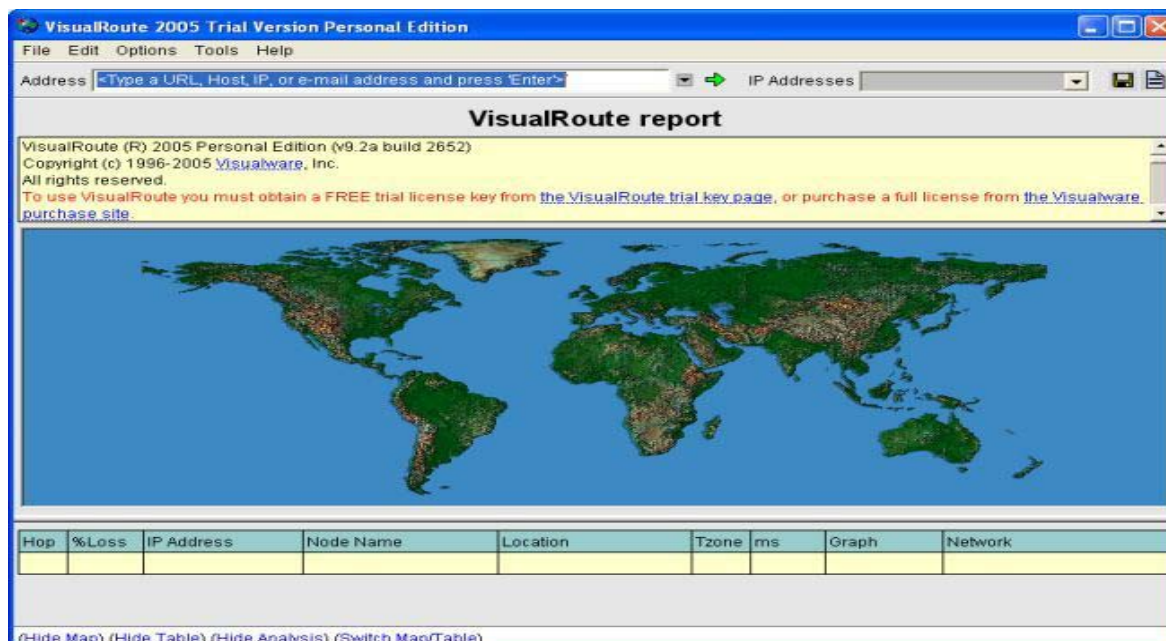 VisualRoute 2005 Trial Version Personal Edition
File Edit Options Tools Help
Address <Type a URL, Host, IP, or e-mail address and press 'Enter'> IP Addresses
VisualRoute report
VisualRoute (R) 2005 Personal Edition (v9.2a build 2652)
Copyright (c) 1996-2005 Visualware, Inc.
All rights reserved.
To use VisualRoute you must obtain a FREE trial license key from the VisualRoute trial key page, or purchase a full license from the Visualware
purchase site.
Hop %Loss IP Address Node Name Location Tzone ms Graph Network
(Hide Map) (Hide Table) (Hide Analysis) (Switch Map/Table)